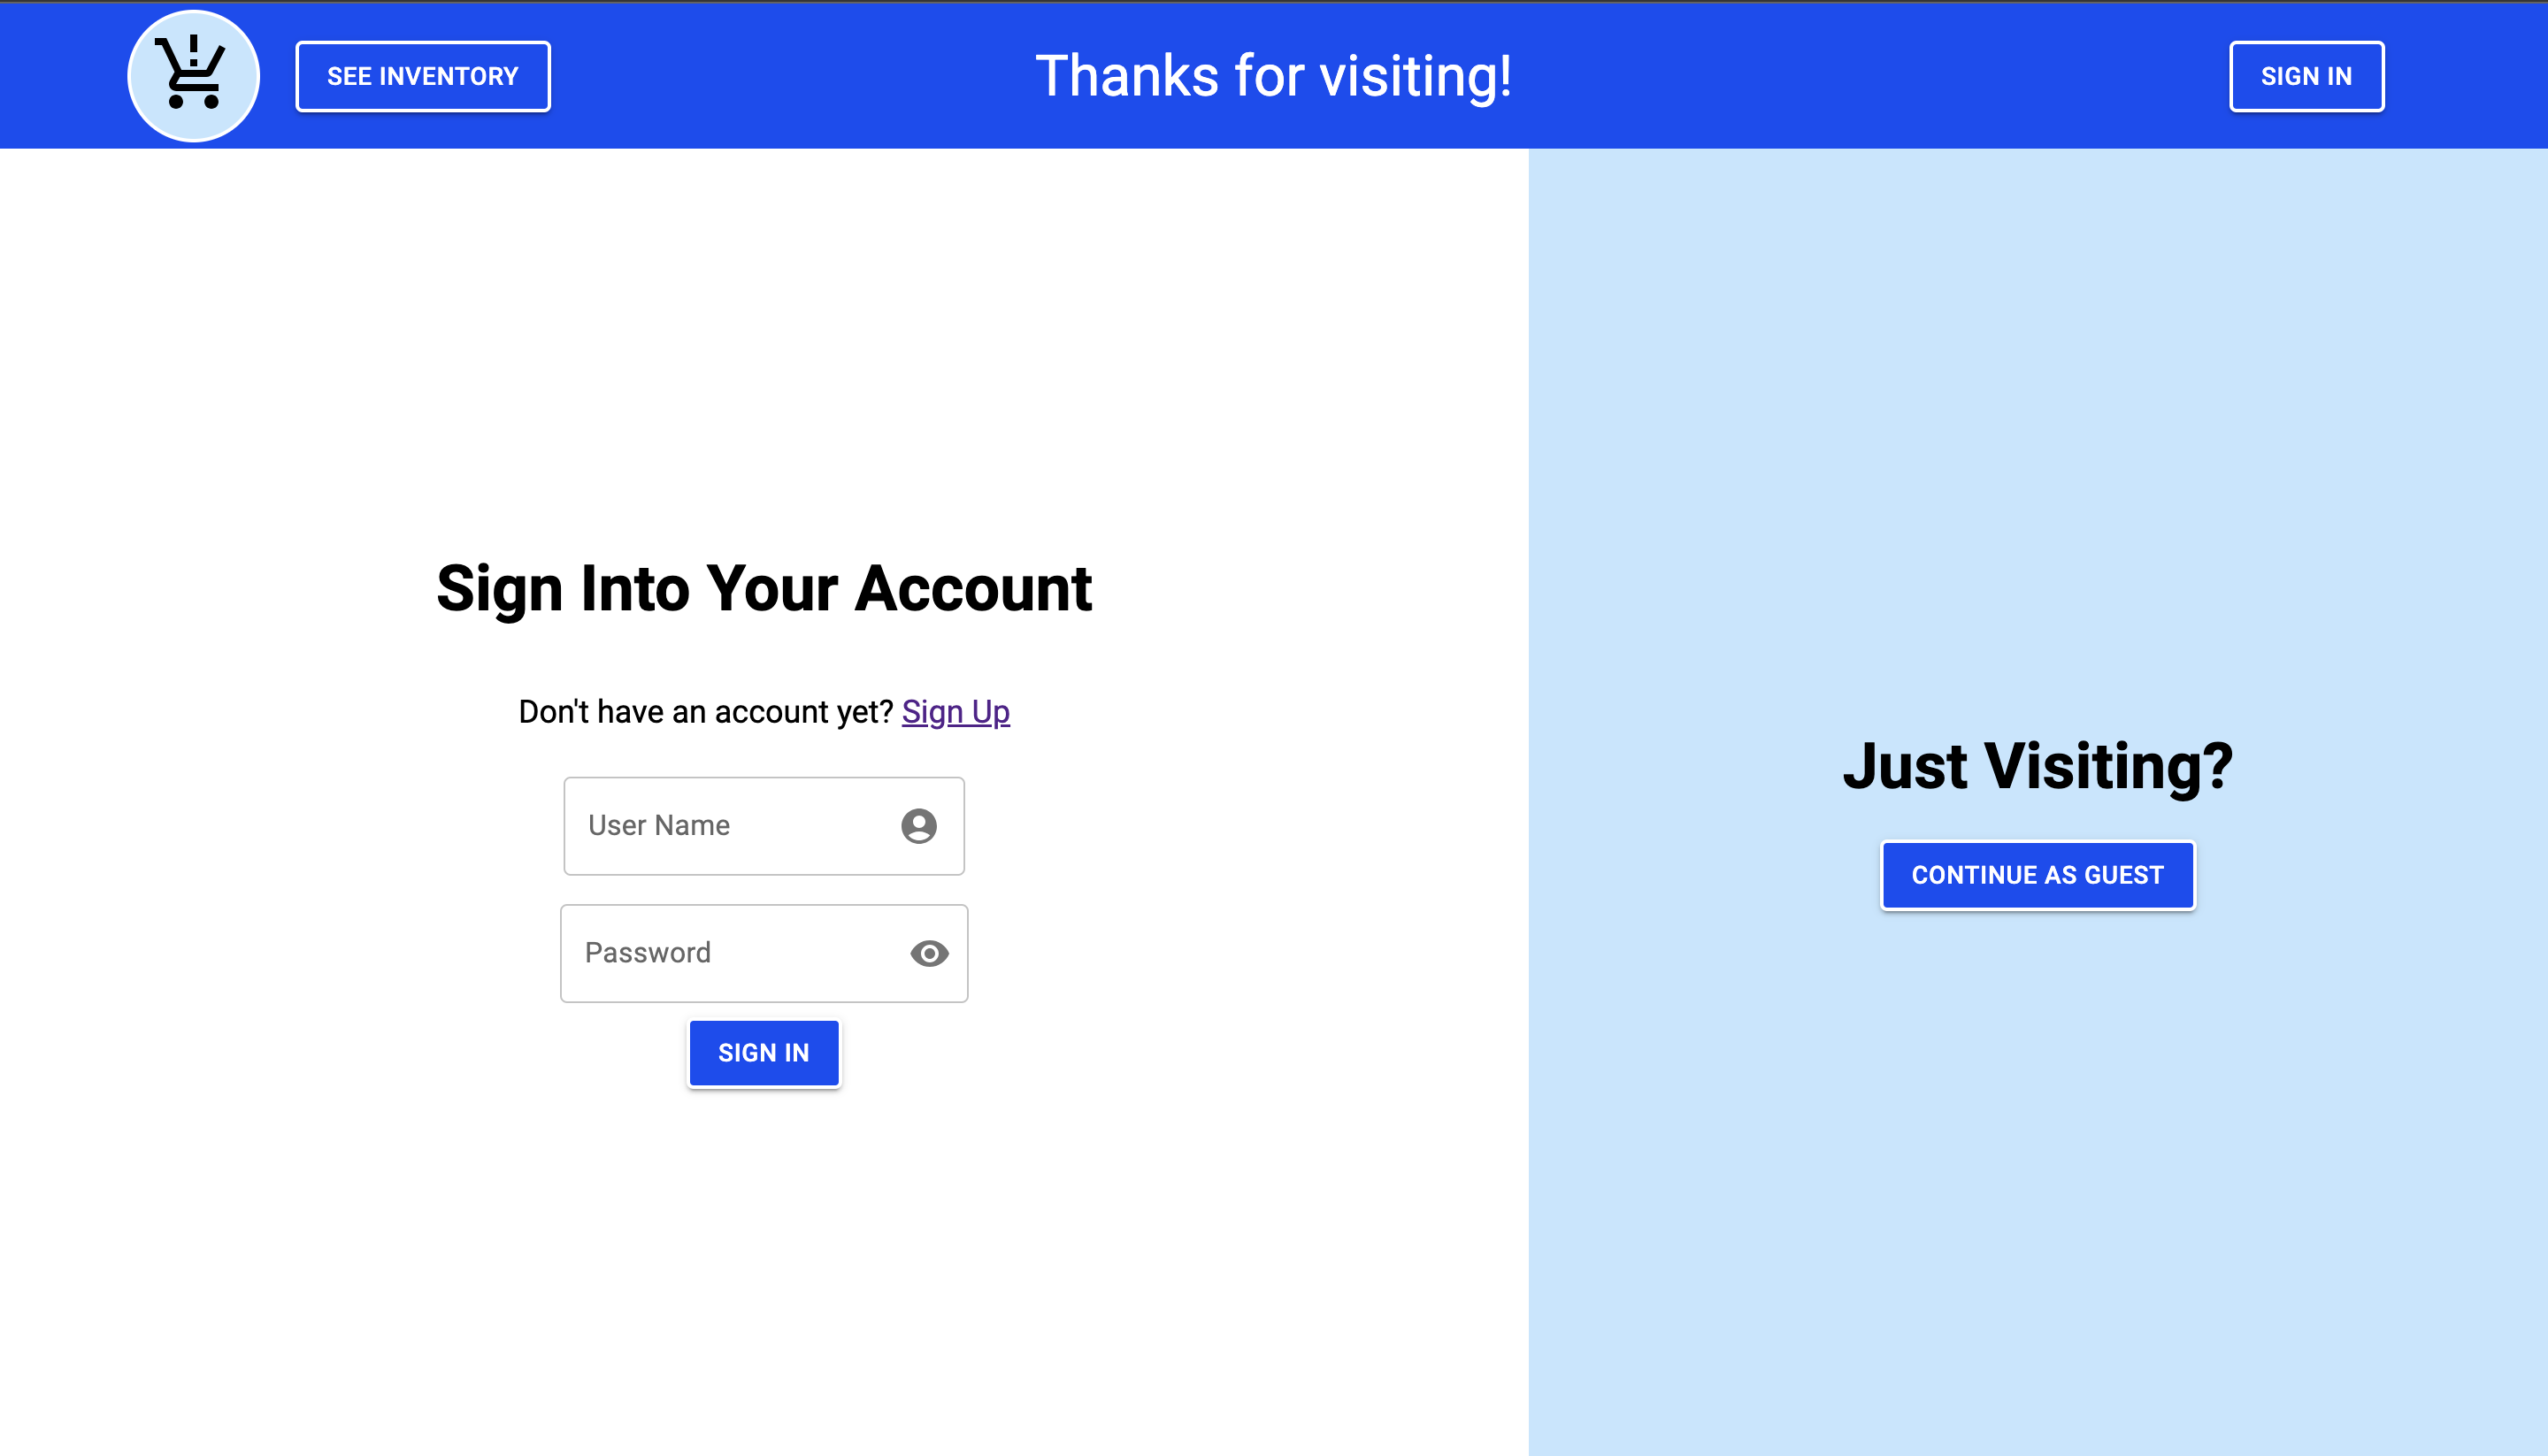 SEE INVENTORY
Thanks for visiting!
SIGN IN
Sign Into Your Account
Don't have an account yet? Sign Up
User Name
Password
SIGN IN
Just Visiting?
CONTINUE AS GUEST